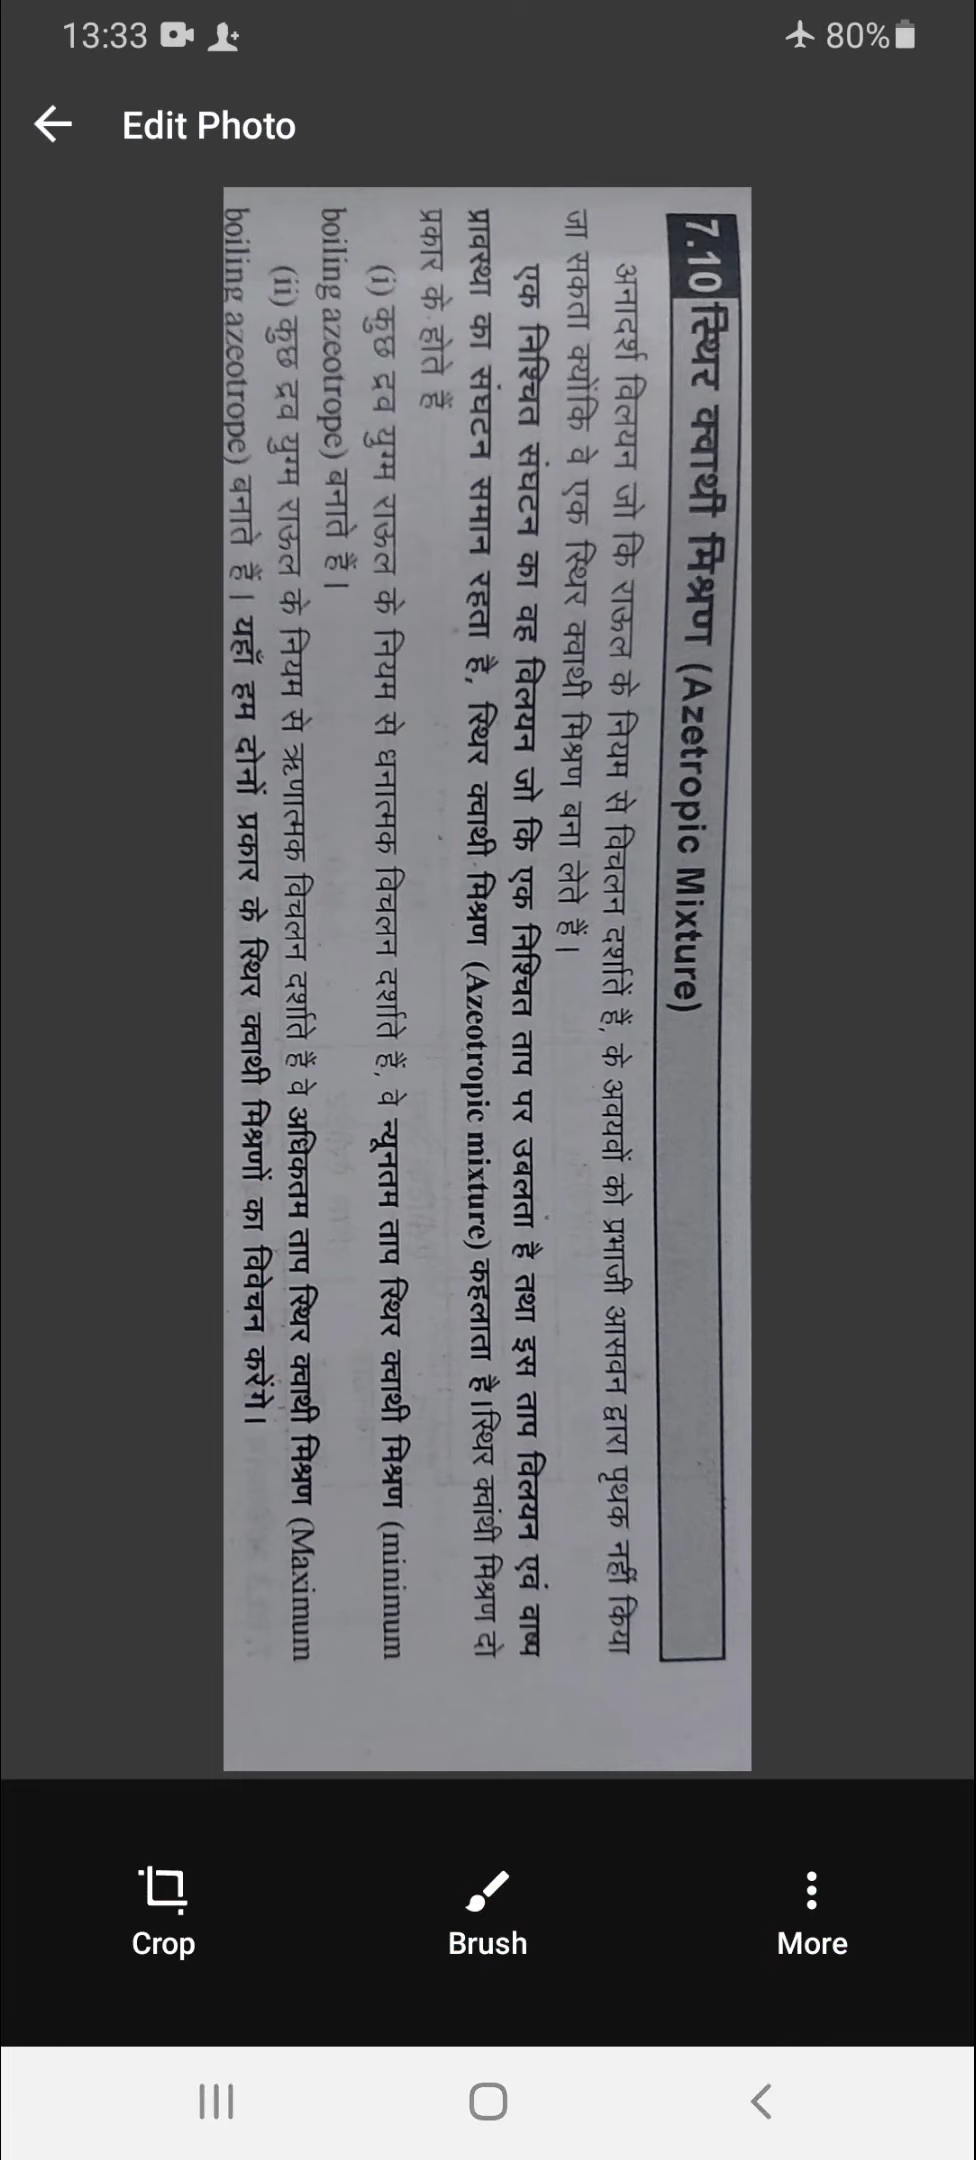 13:33
80%
Edit Photo
7.10 स्थिर क्वाथी मिश्रण (Azetropic Mixture)
अनादर्श विलयन जो कि राऊल के नियम से विचलन दर्शातें हैं, के अवयवों को प्रभाजी आसवन द्वारा पृथक नहीं किया
जा सकता क्योंकि वे एक स्थिर क्वाथी मिश्रण बना लेते हैं।
एक निश्चित संघटन का वह विलयन जो कि एक निश्चित ताप पर उबलता है तथा इस ताप विलयन एवं वाष्प
प्रावस्था का संघटन समान रहता है, स्थिर क्वाथी मिश्रण (Azeotropic mixture) कहलाता है। स्थिर क्वांथी मिश्रण दो
प्रकार के होते हैं
(i) कुछ द्रव युग्म राऊल के नियम से धनात्मक विचलन दर्शाते हैं, वे न्यूनतम ताप स्थिर क्वाथी मिश्रण (minimum
boiling azeotrope) बनाते हैं।
(ii) कुछ द्रव युग्म राऊल के नियम से ऋणात्मक विचलन दर्शाते हैं वे अधिकतम ताप स्थिर क्वाथी मिश्रण (Maximum
boiling azeotrope) बनाते हैं। यहाँ हम दोनों प्रकार के स्थिर क्वाथी मिश्रणों का विवेचन करेंगे।
Crop
Brush
More